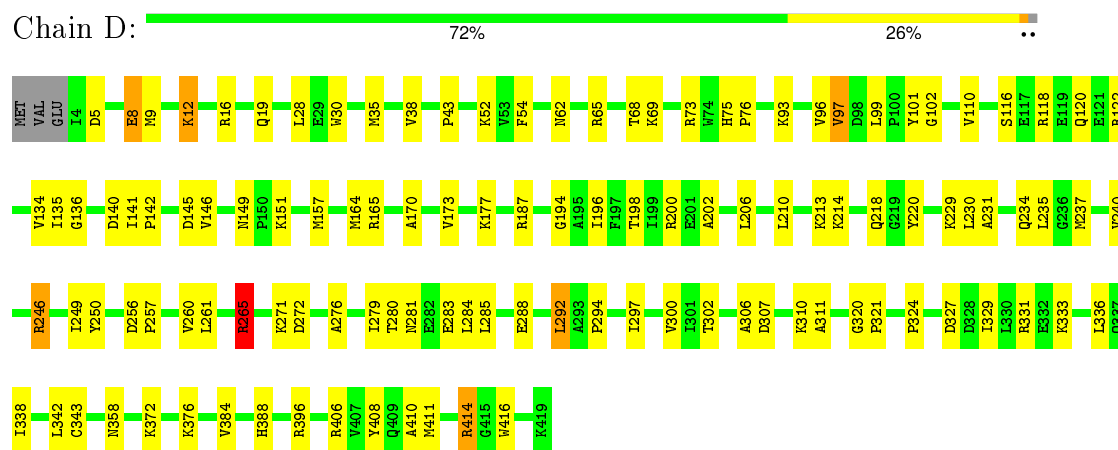 Chain D:
72% 26% ••
MET VAL GLU I4 D5 E8 M9 K12 R16 Q19 L28 E29 W30 M35 V38 P43 K52 V53 F54 N62 R65 T68 K69 R73 W74 H75 P76 K93 V96 V97 D98 L99 P100 Y101 G102 V110 S116 E117 R118 E119 Q120 E121
V134 I135 G136 D140 I141 P142 D145 V146 N149 P150 K151 M157 M164 R165 A170 V173 K177 R187 G194 A195 I196 F197 T198 I199 R200 E201 A202 L206 L210 K213 K214 Q218 G219 Y220 K229 L230 A231 Q234 L235 G236 M237
R246 I249 Y250 D256 P257 V260 L261 R265 K271 D272 A276 I279 T280 N281 E282 E283 L284 L285 E288 L292 A293 P294 I297 V300 I301 T302 A306 D307 K310 A311 G320 P321 P324 D327 D328 I329 L330 R331 E332 K333 L336
I338 L342 C343 N358 K372 K376 V384 H388 R396 R406 V407 Y408 Q409 A410 M411 R414 G415 W416 K419